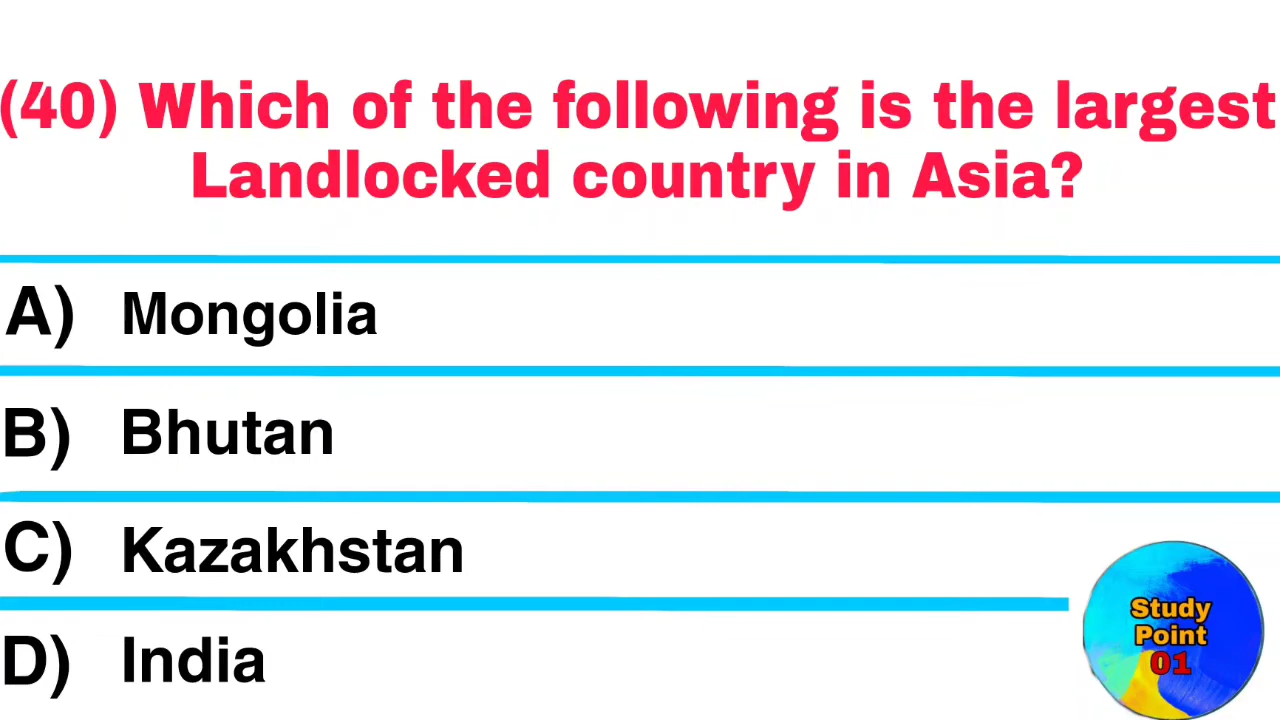 (40) Which of the following is the largest
Landlocked country in Asia?
A) Mongolia
B) Bhutan
C) Kazakhstan
D) India
Study
Point
01